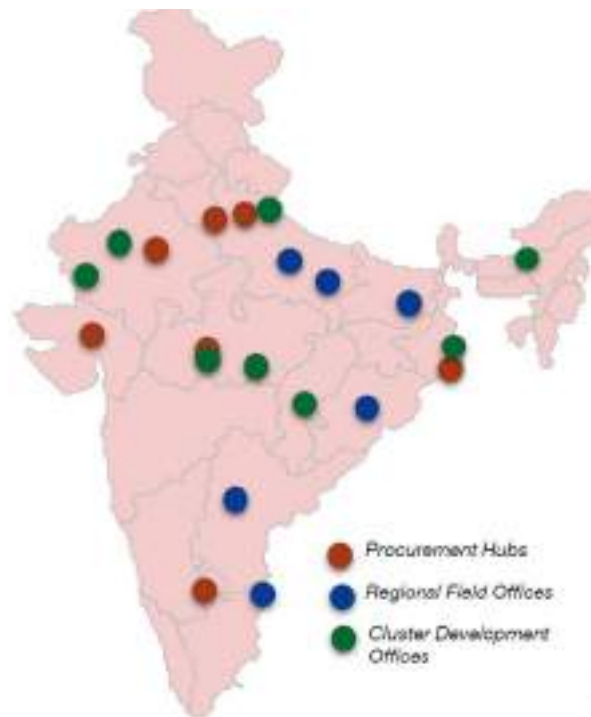 Procurement Hubs
Regional Field Offices
Cluster Development
Offices